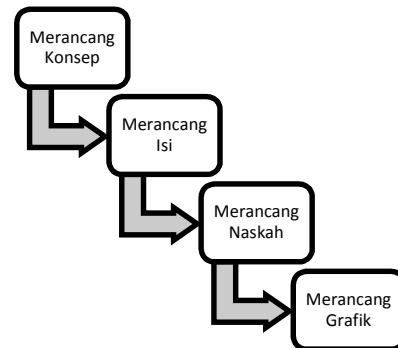 Merancang
Konsep
Merancang
Isi
Merancang
Naskah
Merancang
Grafik